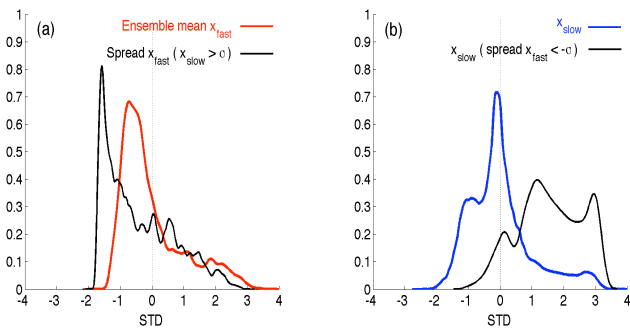 (a)
Ensemble mean x_fast
Spread x_fast ( x_slow > σ )
1
0.9
0.8
0.7
0.6
0.5
0.4
0.3
0.2
0.1
0
-4 -3 -2 -1 0 1 2 3 4
STD
(b)
x_slow
x_slow ( spread x_fast < -σ )
1
0.9
0.8
0.7
0.6
0.5
0.4
0.3
0.2
0.1
0
-4 -3 -2 -1 0 1 2 3 4
STD